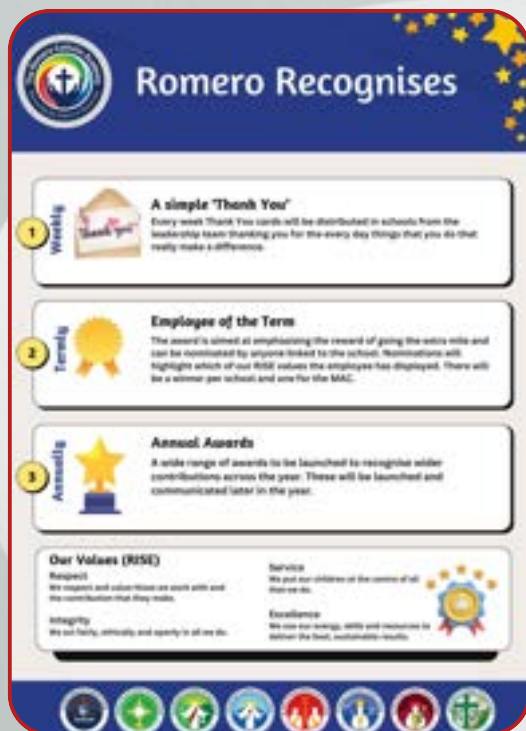 Romero Recognises
1
Weekly
Thank you
A simple 'Thank You'
Every week Thank You cards will be distributed in schools from the
leadership team thanking you for the every day things that you do that
really make a difference.
2
Termly
Employee of the Term
The award is aimed at emphasising the reward of going the extra mile and
can be nominated by anyone linked to the school. Nominations will
highlight which of our RISE values the employee has displayed. There will
be a winner per school and one for the MAC.
3
Annually
Annual Awards
A wide range of awards to be launched to recognise wider
contributions across the year. These will be launched and
communicated later in the year.
Our Values (RISE)
Respect
We respect and value those we work with and
the contribution that they make.
Integrity
We act fairly, ethically and openly in all we do.
Service
We put our children at the centre of all
that we do.
Excellence
We use our energy, skills and resources to
deliver the best, sustainable results.